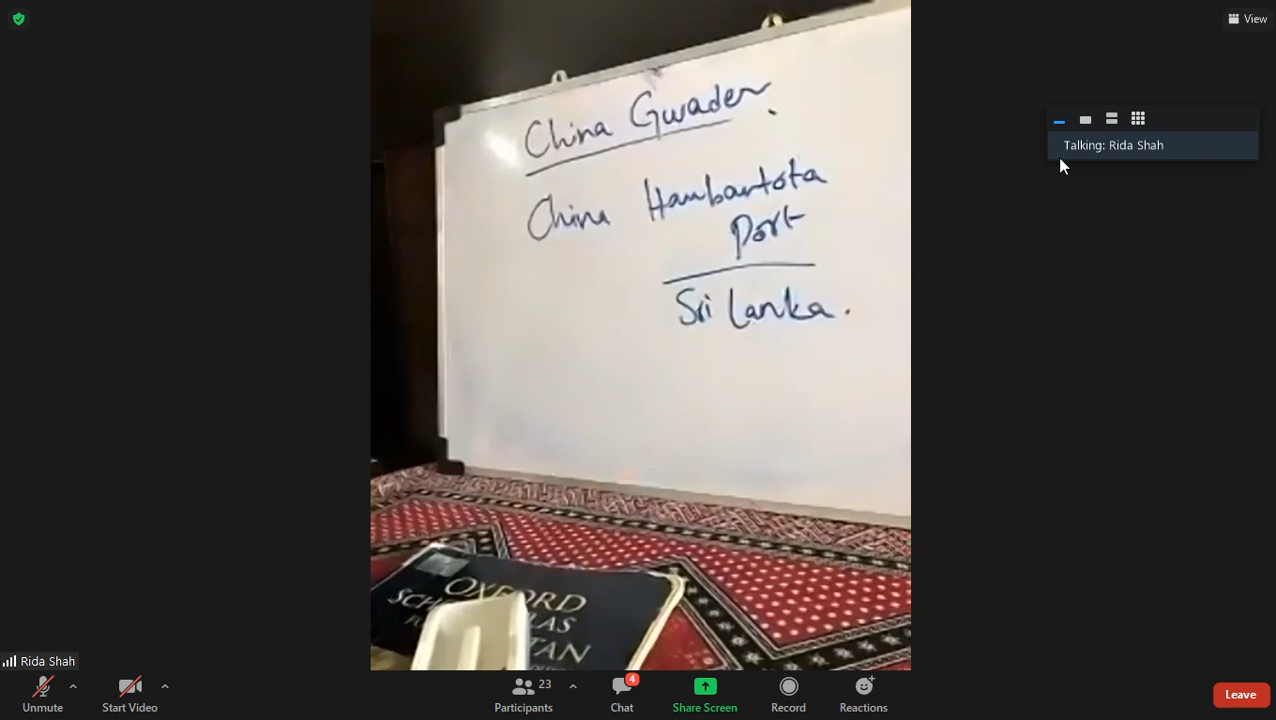 View
Talking: Rida Shah
China Gwader.
China Hambantota
Port
Sri Lanka.
OXFORD
Rida Shah
Unmute
Start Video
23
Participants
4
Chat
Share Screen
Record
Reactions
Leave